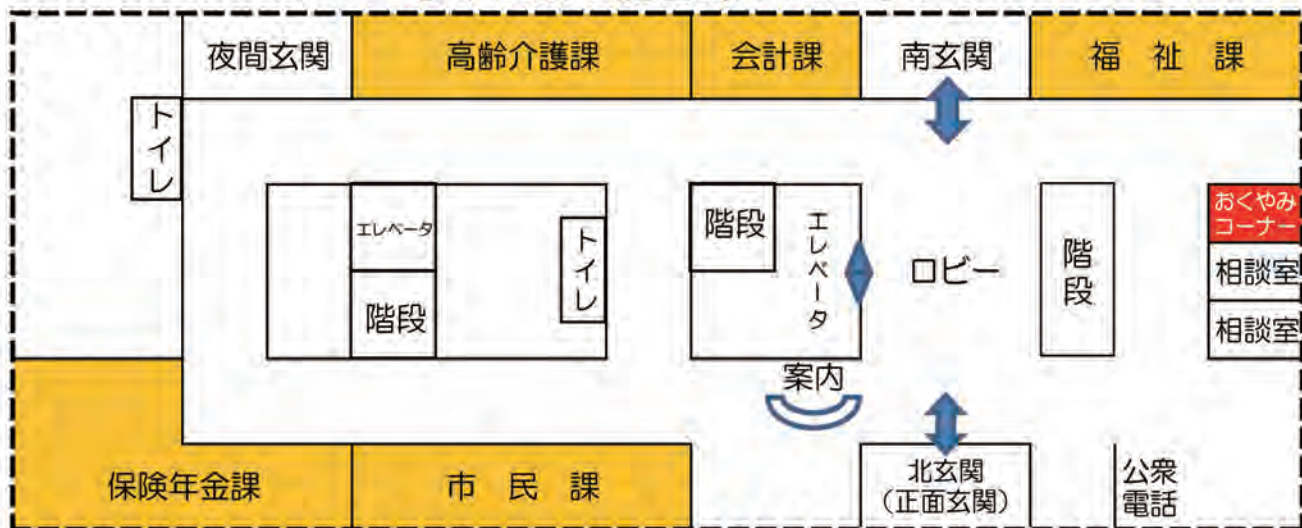 夜間玄関
高齢介護課
会計課
南玄関
福祉課
トイレ
エレベータ
階段
トイレ
階段
エレベータ
ロビー
階段
おくやみ
コーナー
相談室
相談室
案内
保険年金課
市民課
北玄関
(正面玄関)
公衆
電話